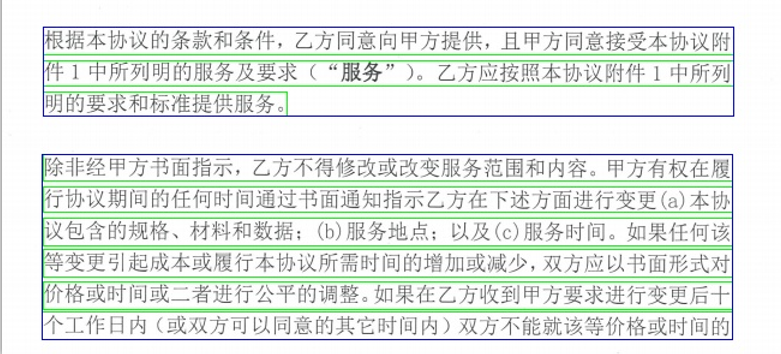 根据本协议的条款和条件，乙方同意向甲方提供，且甲方同意接受本协议附
件 1 中所列明的服务及要求（“服务”）。乙方应按照本协议附件 1 中所列
明的要求和标准提供服务。
除非经甲方书面指示，乙方不得修改或改变服务范围和内容。甲方有权在履
行协议期间的任何时间通过书面通知指示乙方在下述方面进行变更(a)本协
议包含的规格、材料和数据；(b)服务地点；以及(c)服务时间。如果任何该
等变更引起成本或履行本协议所需时间的增加或减少，双方应以书面形式对
价格或时间或二者进行公平的调整。如果在乙方收到甲方要求进行变更后十
个工作日内（或双方可以同意的其它时间内）双方不能就该等价格或时间的